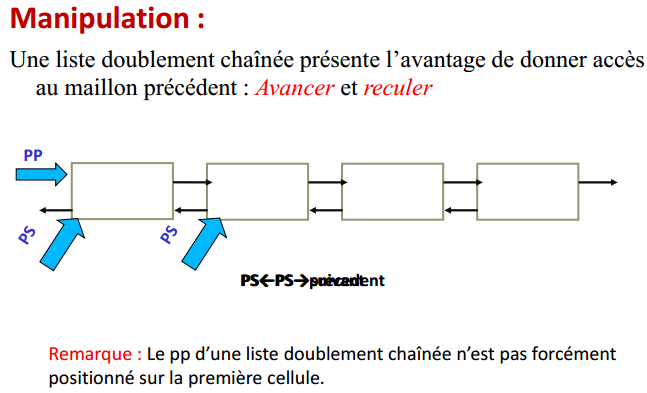 Manipulation :
Une liste doublement chaînée présente l’avantage de donner accès
au maillon précédent : Avancer et reculer
PP
PS
PS
PS←PS→
Remarque : Le pp d’une liste doublement chaînée n’est pas forcément
positionné sur la première cellule.